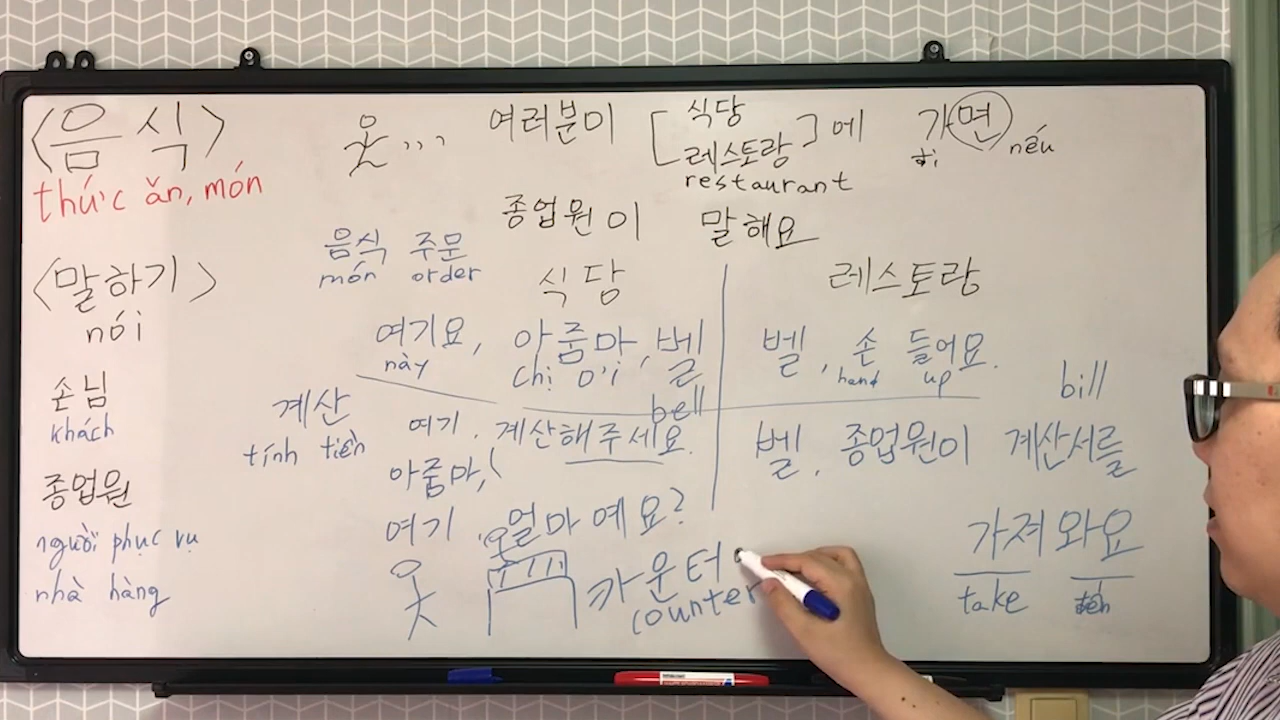 <음식>
thức ăn, món
여러분이 [식당 레스토랑]에 가면
restaurant
đi nếu
종업원이 말해요
음식 주문
món order
<말하기>
nói
식당
레스토랑
여기요, 아줌마, 벨
này chị ơi bell
벨, 손 들어요.
hand up
손님
khách
계산
tính tiền
여기. 계산해주세요.
아줌마,
bill
벨, 종업원이 계산서를
가져와요
take đến
종업원
người phục vụ
nhà hàng
여기 얼마예요?
카운터
counter